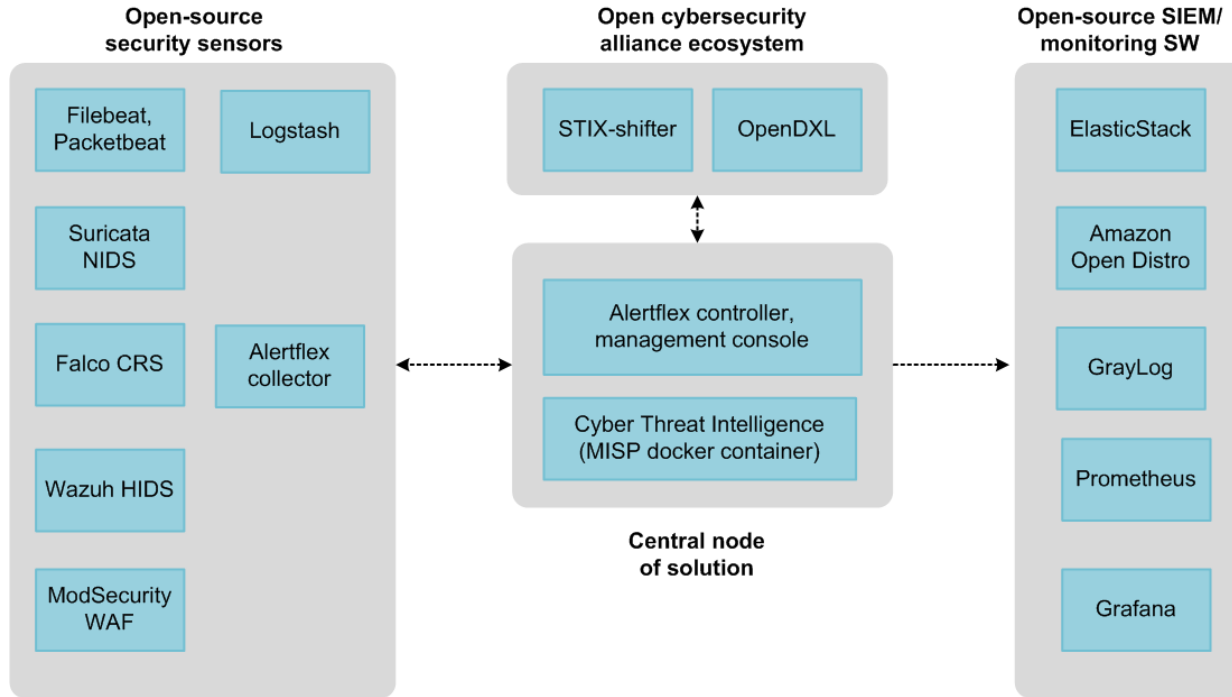 Open-source
security sensors
Filebeat,
Packetbeat
Logstash
Suricata
NIDS
Falco CRS
Alertflex
collector
Wazuh HIDS
ModSecurity
WAF
Open cybersecurity
alliance ecosystem
STIX-shifter
OpenDXL
Alertflex controller,
management console
Cyber Threat Intelligence
(MISP docker container)
Central node
of solution
Open-source SIEM/
monitoring SW
ElasticStack
Amazon
Open Distro
GrayLog
Prometheus
Grafana